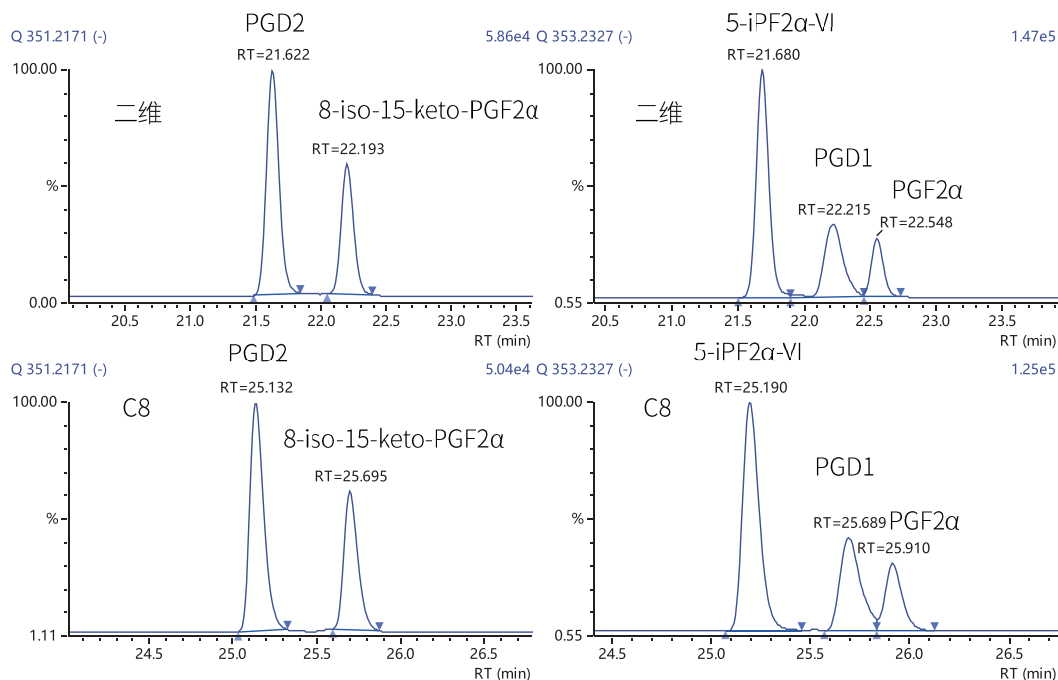 PGD2
Q 351.2171 (-)
5.86e4
RT=21.622
100.00
二维
8-iso-15-keto-PGF2α
RT=22.193
%
0.00
20.5 21.0 21.5 22.0 22.5 23.0 23.5
RT (min)
5-iPF2α-VI
Q 353.2327 (-)
1.47e5
RT=21.680
100.00
二维
PGD1
PGF2α
RT=22.215
RT=22.548
%
0.55
20.5 21.0 21.5 22.0 22.5 23.0 23.5
RT (min)
PGD2
Q 351.2171 (-)
5.04e4
RT=25.132
100.00
C8
8-iso-15-keto-PGF2α
RT=25.695
%
1.11
24.5 25.0 25.5 26.0 26.5
RT (min)
5-iPF2α-VI
Q 353.2327 (-)
1.25e5
RT=25.190
100.00
C8
PGD1
RT=25.689
PGF2α
RT=25.910
%
0.55
24.5 25.0 25.5 26.0 26.5
RT (min)